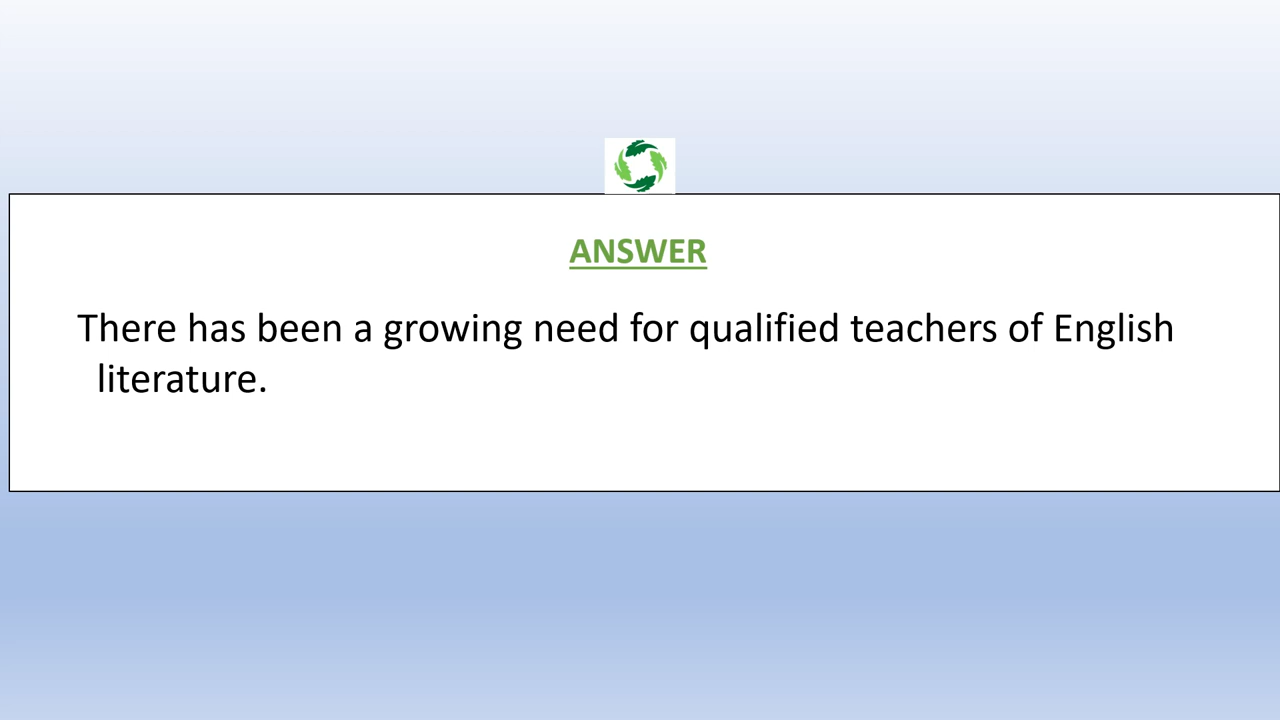 ANSWER
There has been a growing need for qualified teachers of English
literature.